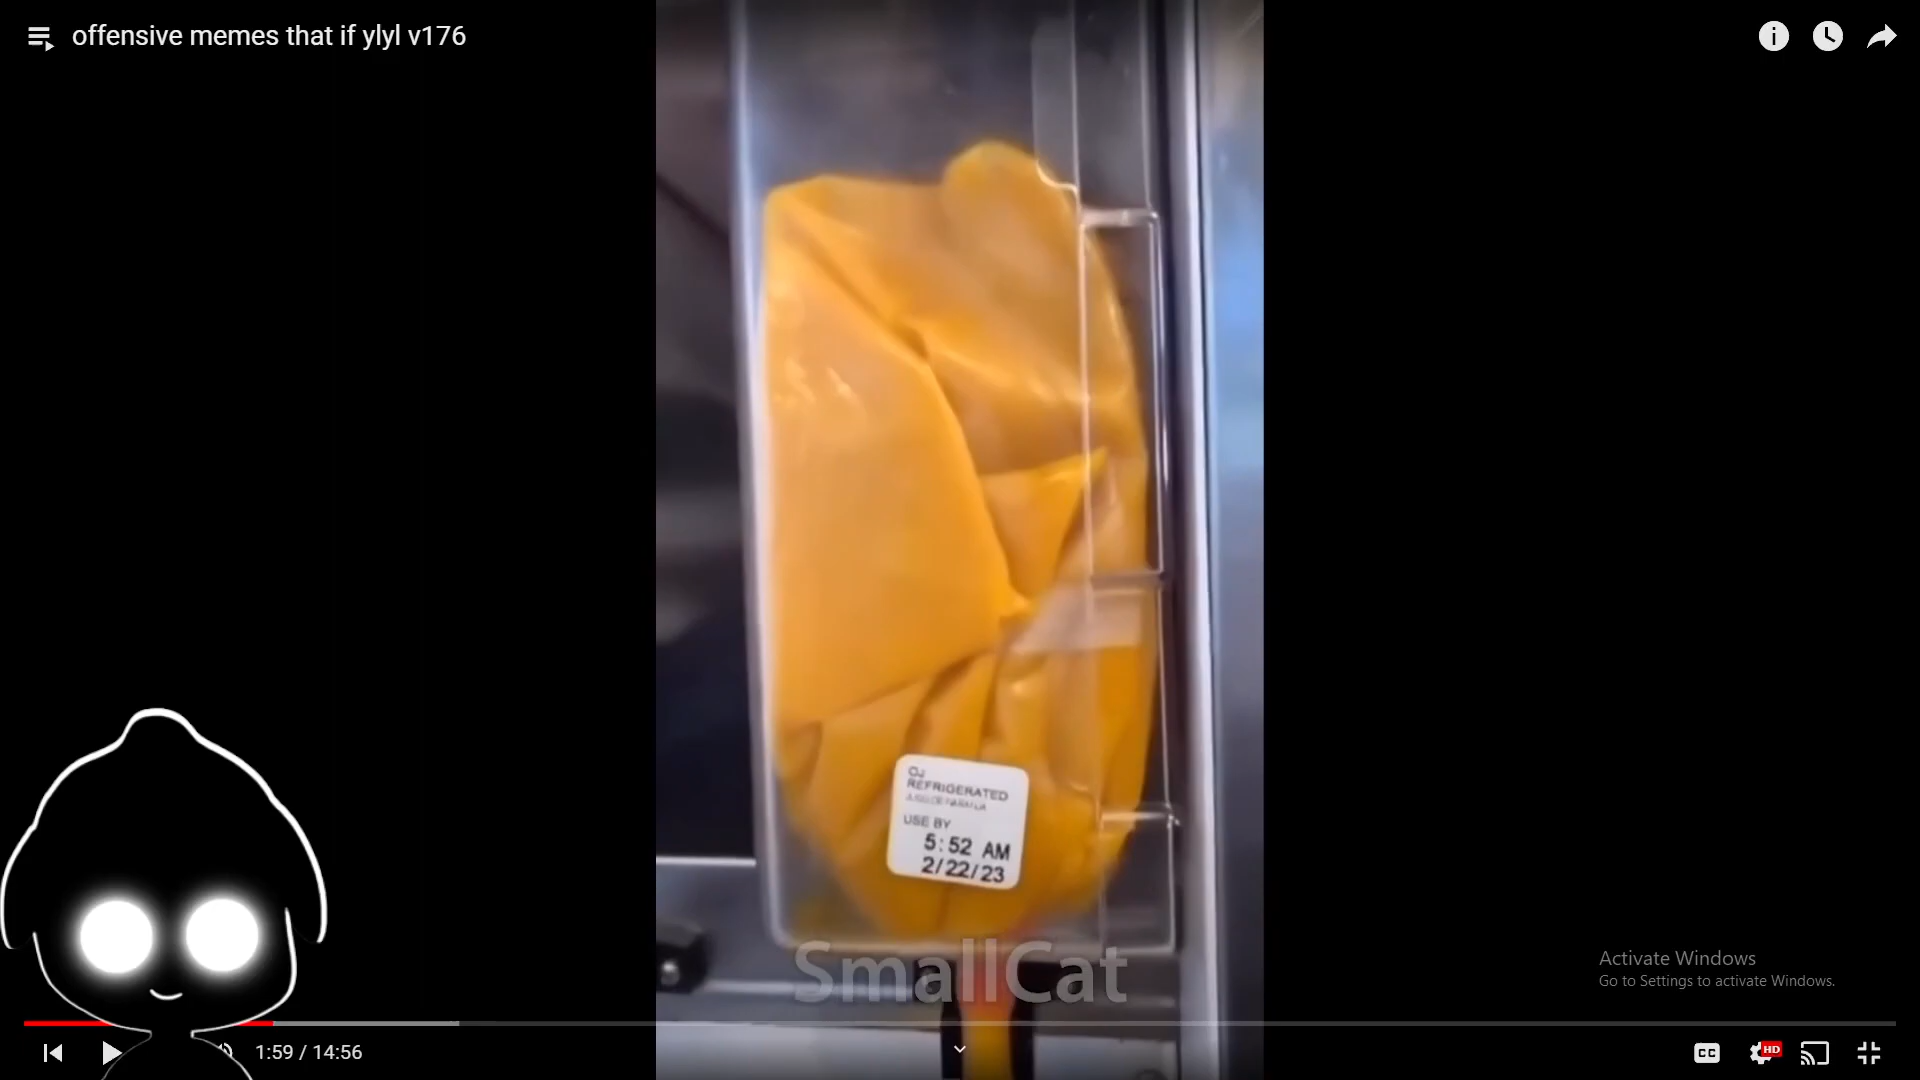 offensive memes that if ylyl v176
OJ
REFRIGERATED
USE BY
5:52 AM
2/22/23
SmallCat
Activate Windows
Go to Settings to activate Windows.
1:59 / 14:56
CC
HD